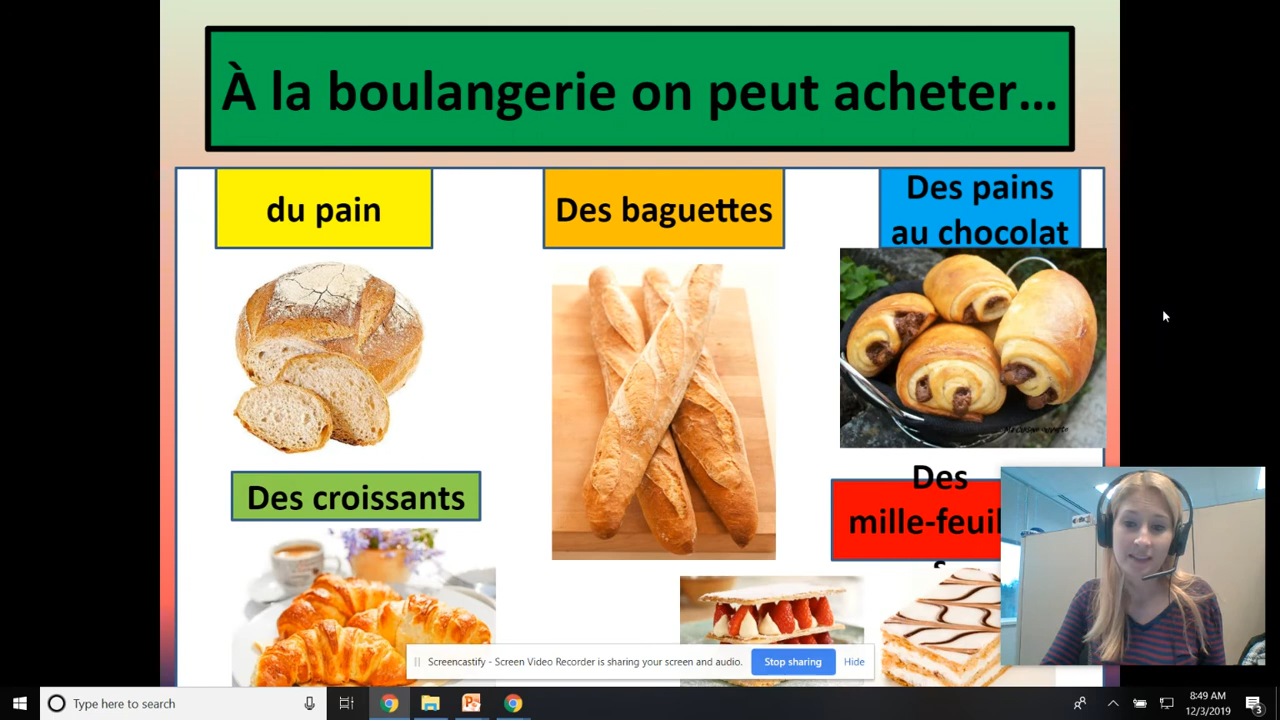 À la boulangerie on peut acheter...
du pain
Des baguettes
Des pains
au chocolat
Des croissants
Des
Screencastify - Screen Video Recorder is sharing your screen and audio.
Stop sharing
Hide
Type here to search
8:49 AM
12/3/2019
3